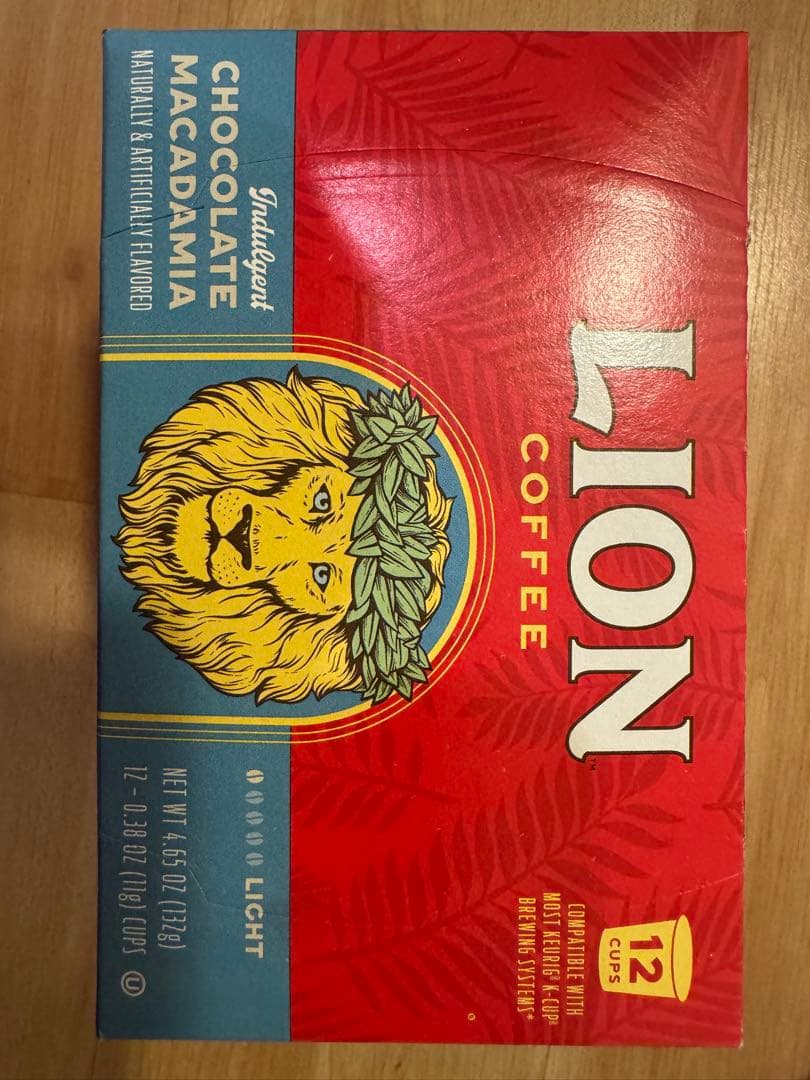 LION™
COFFEE
12
CUPS
COMPATIBLE WITH
MOST KEURIG® K-CUP®
BREWING SYSTEMS*
Indulgent
CHOCOLATE
MACADAMIA
NATURALLY & ARTIFICIALLY FLAVORED
LIGHT
NET WT 4.65 OZ (132g)
12 - 0.38 OZ (11g) CUPS
U